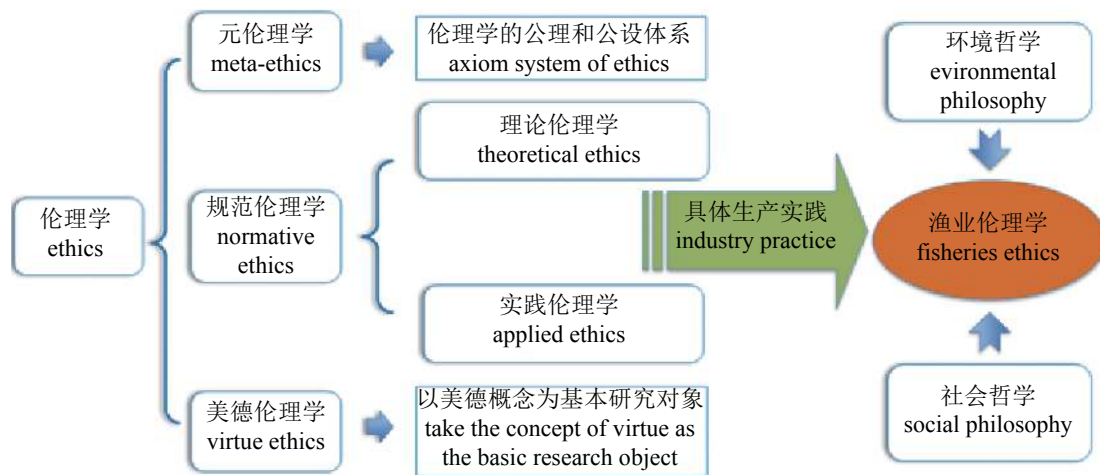 伦理学
ethics
元伦理学
meta-ethics
伦理学的公理和公设体系
axiom system of ethics
规范伦理学
normative
ethics
理论伦理学
theoretical ethics
实践伦理学
applied ethics
美德伦理学
virtue ethics
以美德概念为基本研究对象
take the concept of virtue as
the basic research object
具体生产实践
industry practice
环境哲学
evironmental
philosophy
渔业伦理学
fisheries ethics
社会哲学
social philosophy